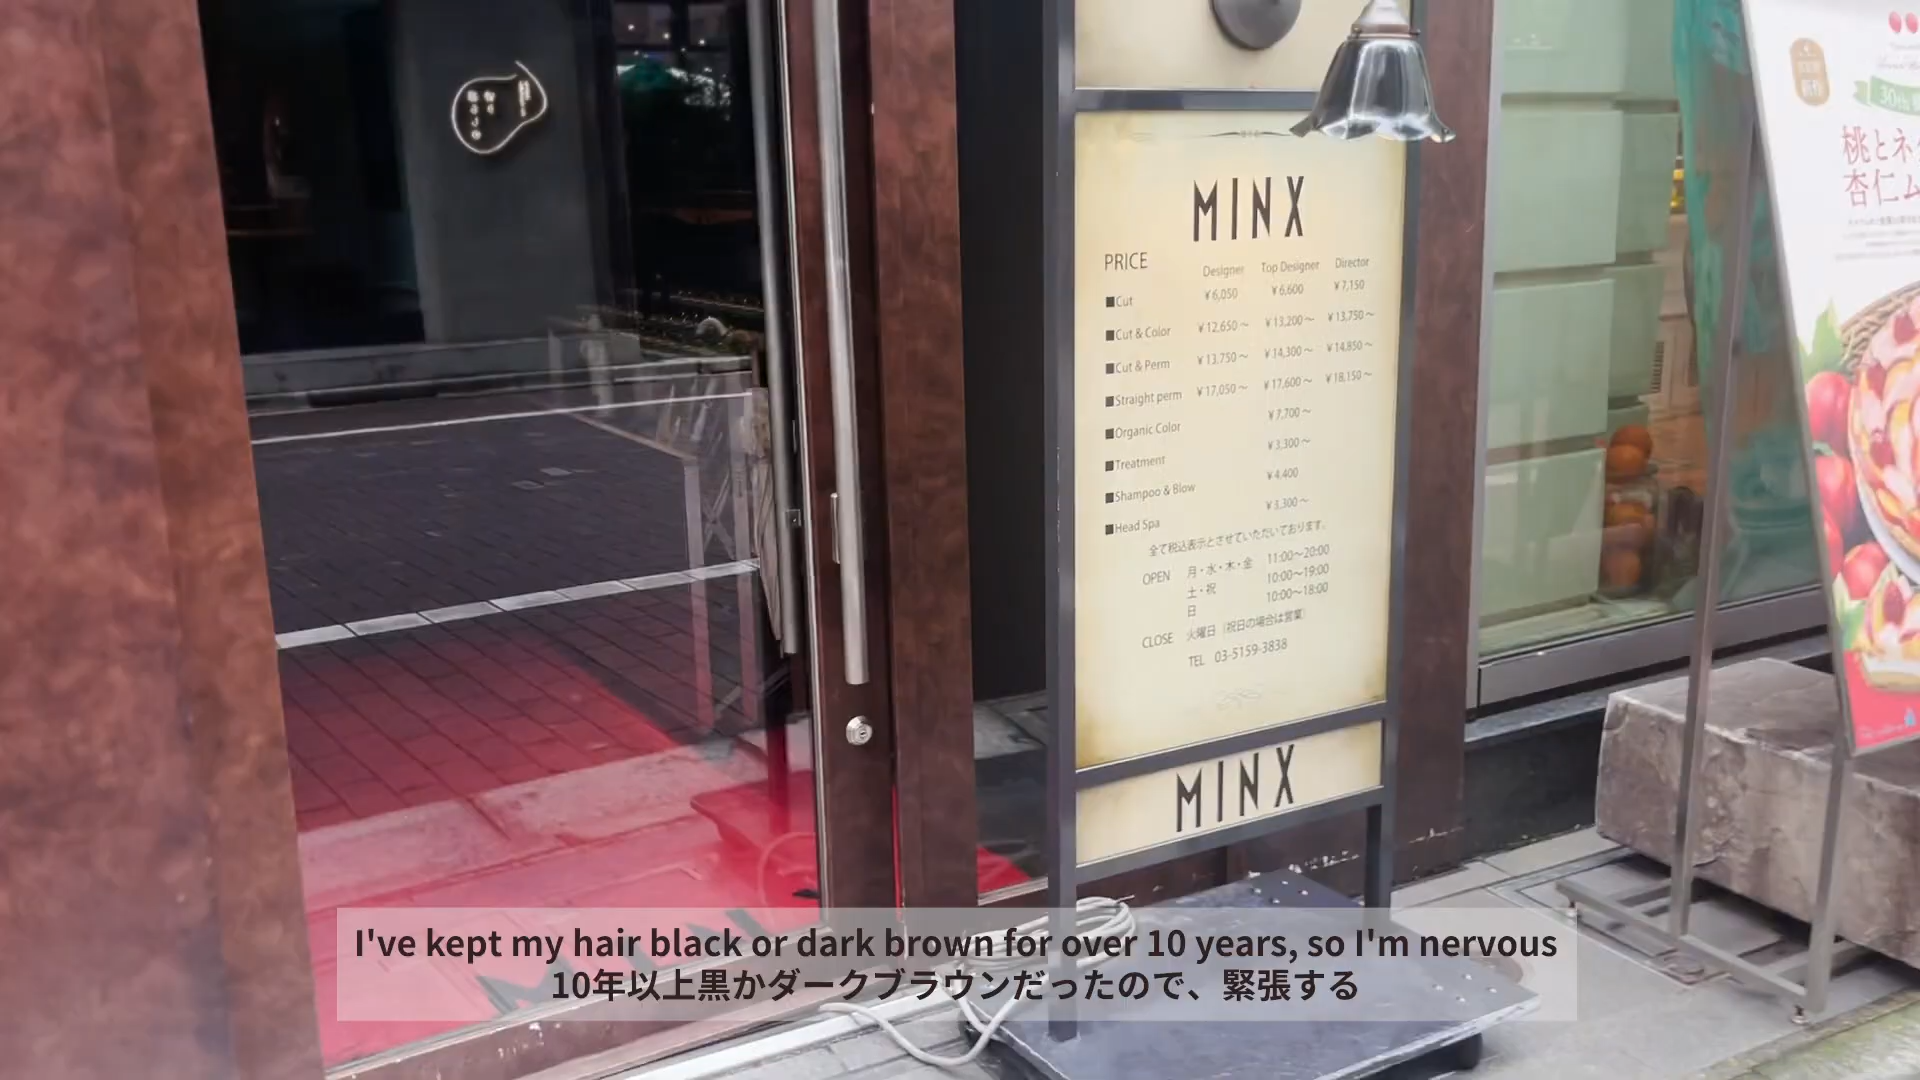 MINX
PRICE Designer Top Designer Director
■Cut ¥6,050 ¥6,600 ¥7,150
■Cut & Color ¥12,650～ ¥13,200～ ¥13,750～
■Cut & Perm ¥13,750～ ¥14,300～ ¥14,850～
■Straight perm ¥17,050～ ¥17,600～ ¥18,150～
■Organic Color ¥7,700～
■Treatment ¥3,300～
■Shampoo & Blow ¥4,400
■Head Spa ¥3,300～
全て税込表示とさせていただいております。
OPEN 月・水・木・金 11:00～20:00
土・祝 10:00～19:00
日 10:00～18:00
CLOSE 火曜日（祝日の場合は営業）
TEL 03-5159-3838
MINX
30th
桃とネ
杏仁ム
I've kept my hair black or dark brown for over 10 years, so I'm nervous
10年以上黒かダークブラウンだったので、緊張する